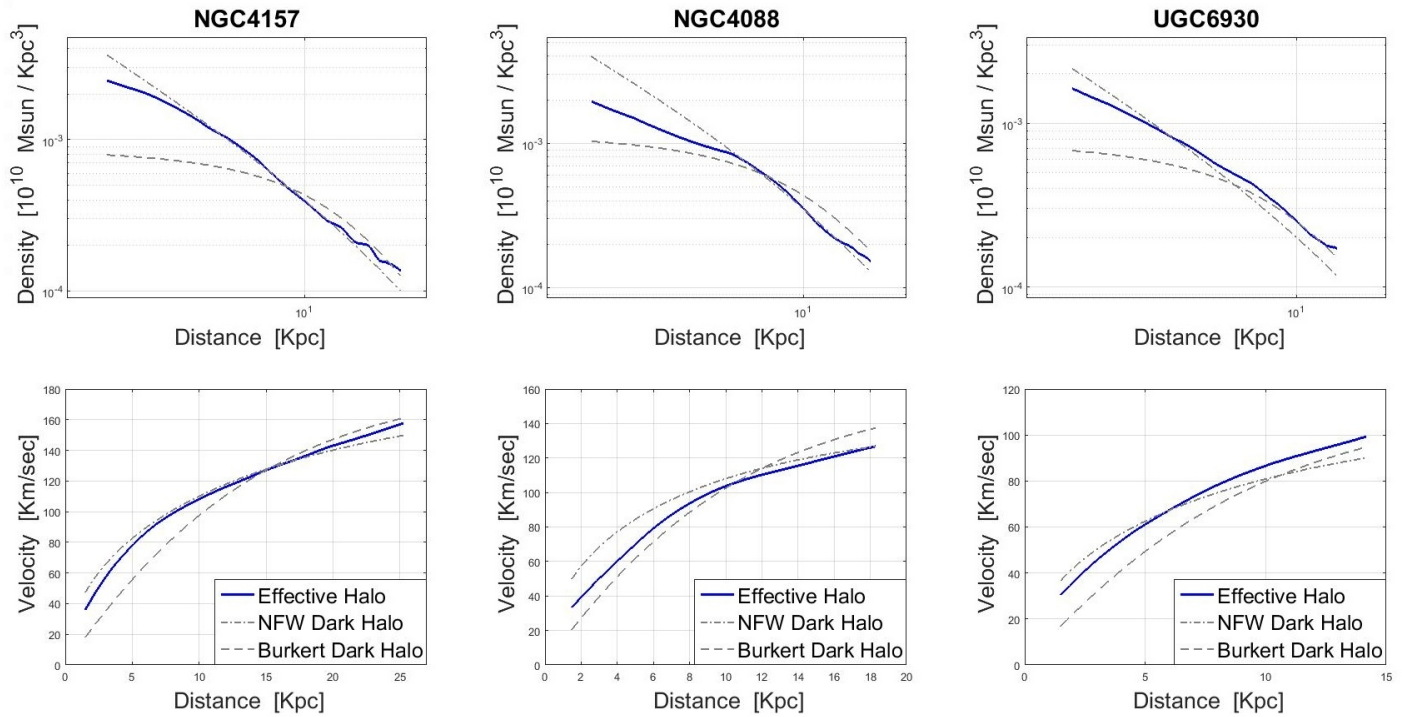 NGC4157
NGC4088
UGC6930
Density [10^10 Msun / Kpc^3]
10^-3
10^-4
10^1
Distance [Kpc]
Density [10^10 Msun / Kpc^3]
10^-3
10^-4
10^1
Distance [Kpc]
Density [10^10 Msun / Kpc^3]
10^-3
10^-4
10^1
Distance [Kpc]
Velocity [Km/sec]
180
160
140
120
100
80
60
40
20
0
0 5 10 15 20 25
Distance [Kpc]
Effective Halo
NFW Dark Halo
Burkert Dark Halo
Velocity [Km/sec]
160
140
120
100
80
60
40
20
0
0 2 4 6 8 10 12 14 16 18 20
Distance [Kpc]
Effective Halo
NFW Dark Halo
Burkert Dark Halo
Velocity [Km/sec]
120
100
80
60
40
20
0
0 5 10 15
Distance [Kpc]
Effective Halo
NFW Dark Halo
Burkert Dark Halo